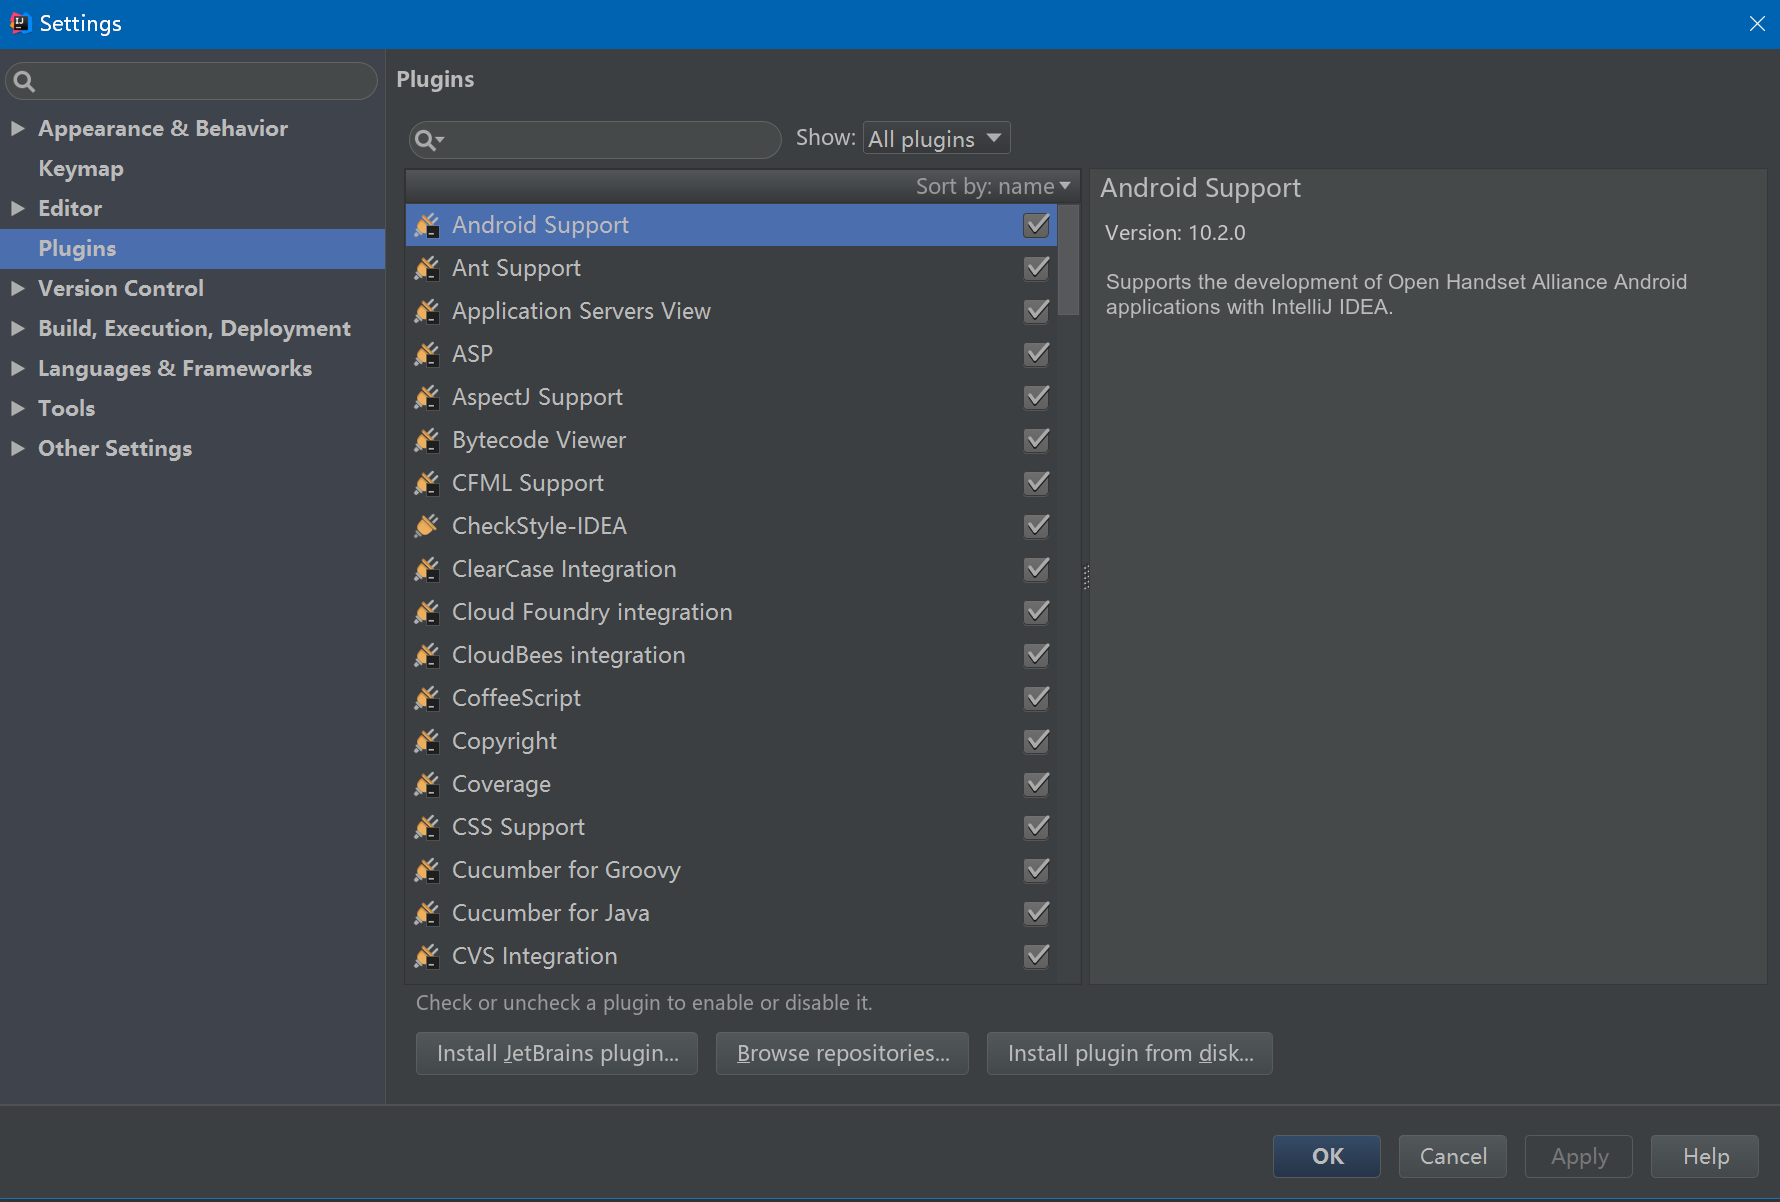 Settings
Appearance & Behavior
Keymap
Editor
Plugins
Version Control
Build, Execution, Deployment
Languages & Frameworks
Tools
Other Settings
Plugins
Show: All plugins
Sort by: name
Android Support
Ant Support
Application Servers View
ASP
AspectJ Support
Bytecode Viewer
CFML Support
CheckStyle-IDEA
ClearCase Integration
Cloud Foundry integration
CloudBees integration
CoffeeScript
Copyright
Coverage
CSS Support
Cucumber for Groovy
Cucumber for Java
CVS Integration
Check or uncheck a plugin to enable or disable it.
Install JetBrains plugin...
Browse repositories...
Install plugin from disk...
Android Support
Version: 10.2.0
Supports the development of Open Handset Alliance Android
applications with IntelliJ IDEA.
OK
Cancel
Apply
Help